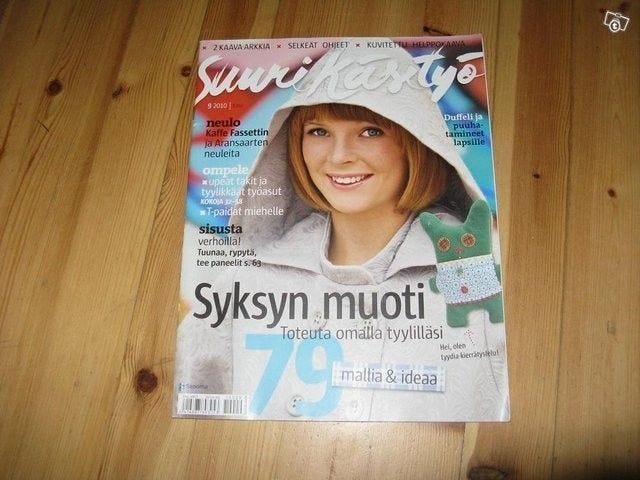 × 2 KAAVA-ARKKIA × SELKEÄT OHJEET × KUVITETTU HELPPOKAAVA
Suuri Käsityö
9 2010
neulo
Kaffe Fassettin
ja Aransaarten
neuleita
Duffeli ja
puuha-
tamineet
lapsille
ompele
× upeat takit ja
tyylikkäät työasut
KOKOJA 32–58
× T-paidat miehelle
sisusta
verhoilla!
Tuunaa, rypytä,
tee paneelit s. 63
Syksyn muoti
Toteuta omalla tyylilläsi
79
mallia & ideaa
Hei, olen
tyydia-kierrätyslelu!
Sanoma